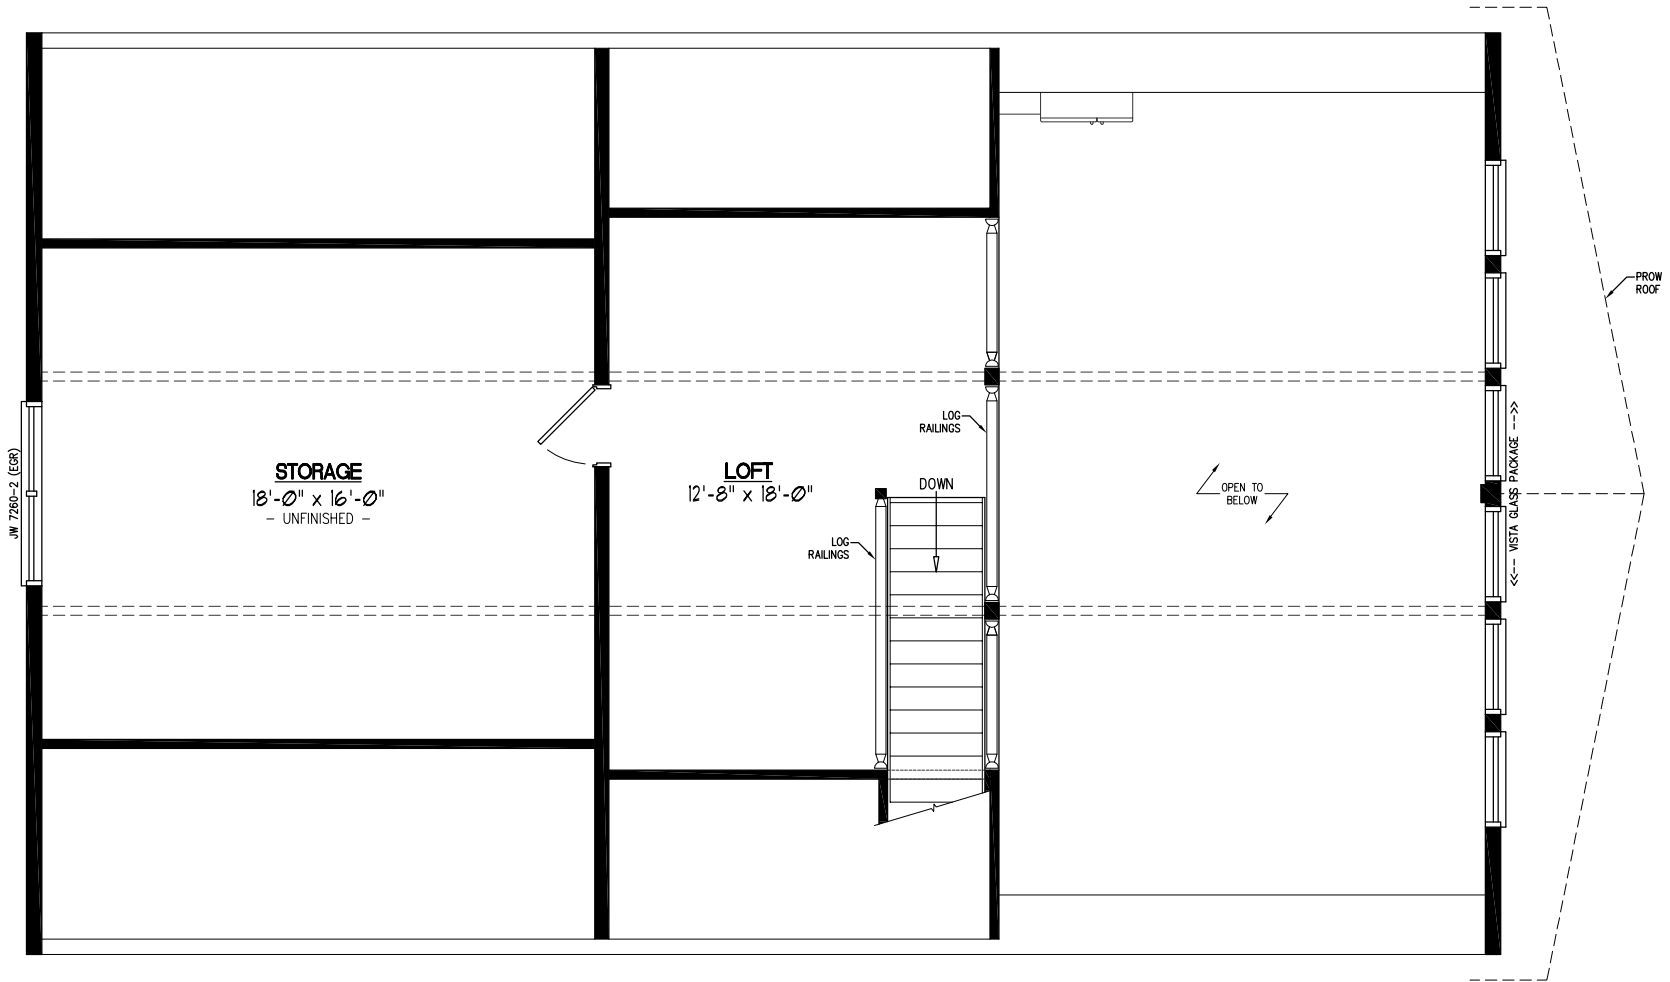 PROW
ROOF
LOG
RAILINGS
STORAGE
18'-0" x 16'-0"
- UNFINISHED -
LOFT
12'-8" x 18'-0"
DOWN
OPEN TO
BELOW
LOG
RAILINGS
JW 7260-2 (EGR)
<<-- VISTA GLASS PACKAGE -->>